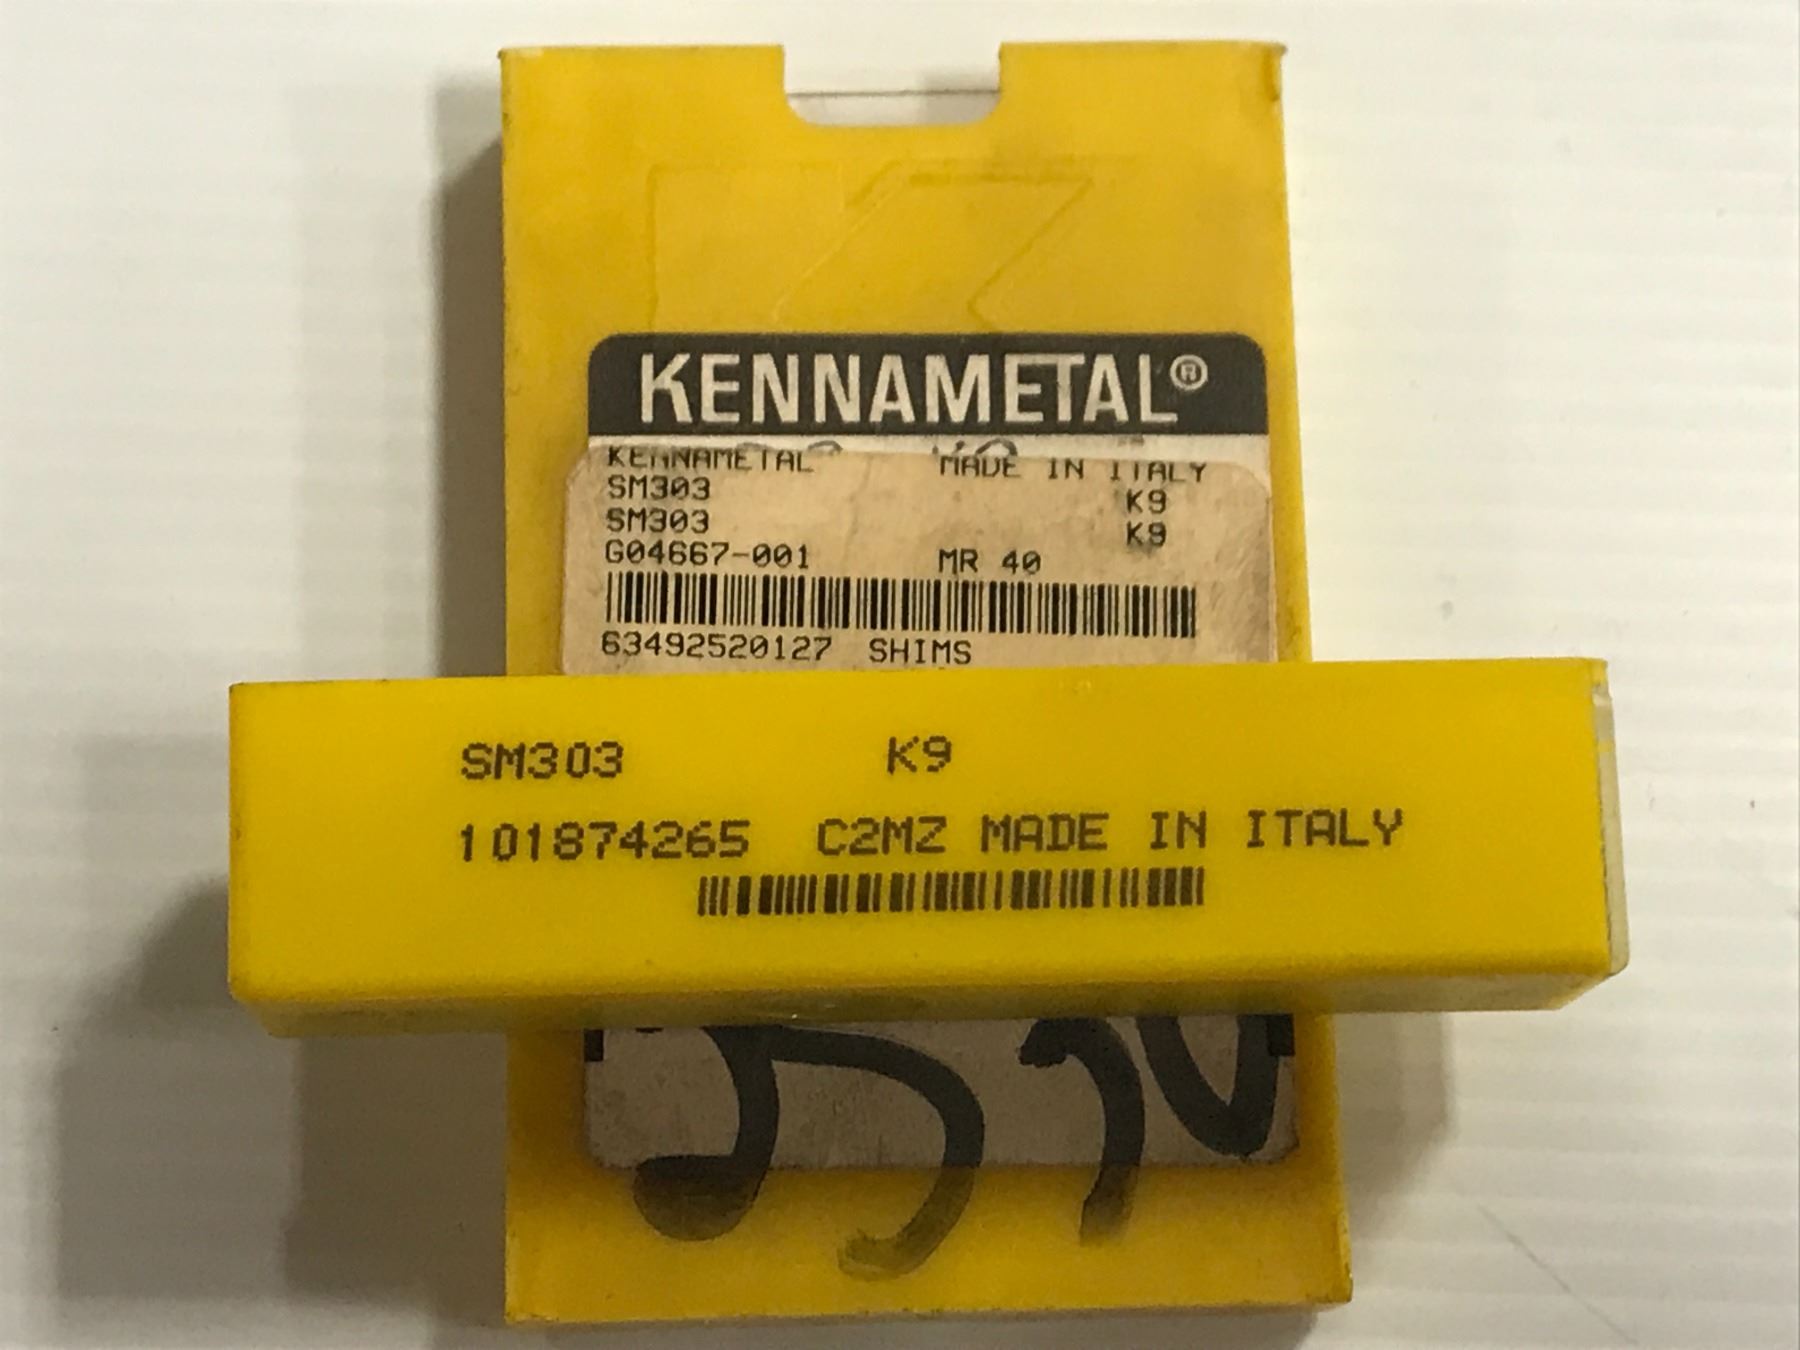 KENNAMETAL®
KENNAMETAL MADE IN ITALY
SM303 K9
SM303 K9
G04667-001 MR 40
63492520127 SHIMS
SM303 K9
101874265 C2MZ MADE IN ITALY